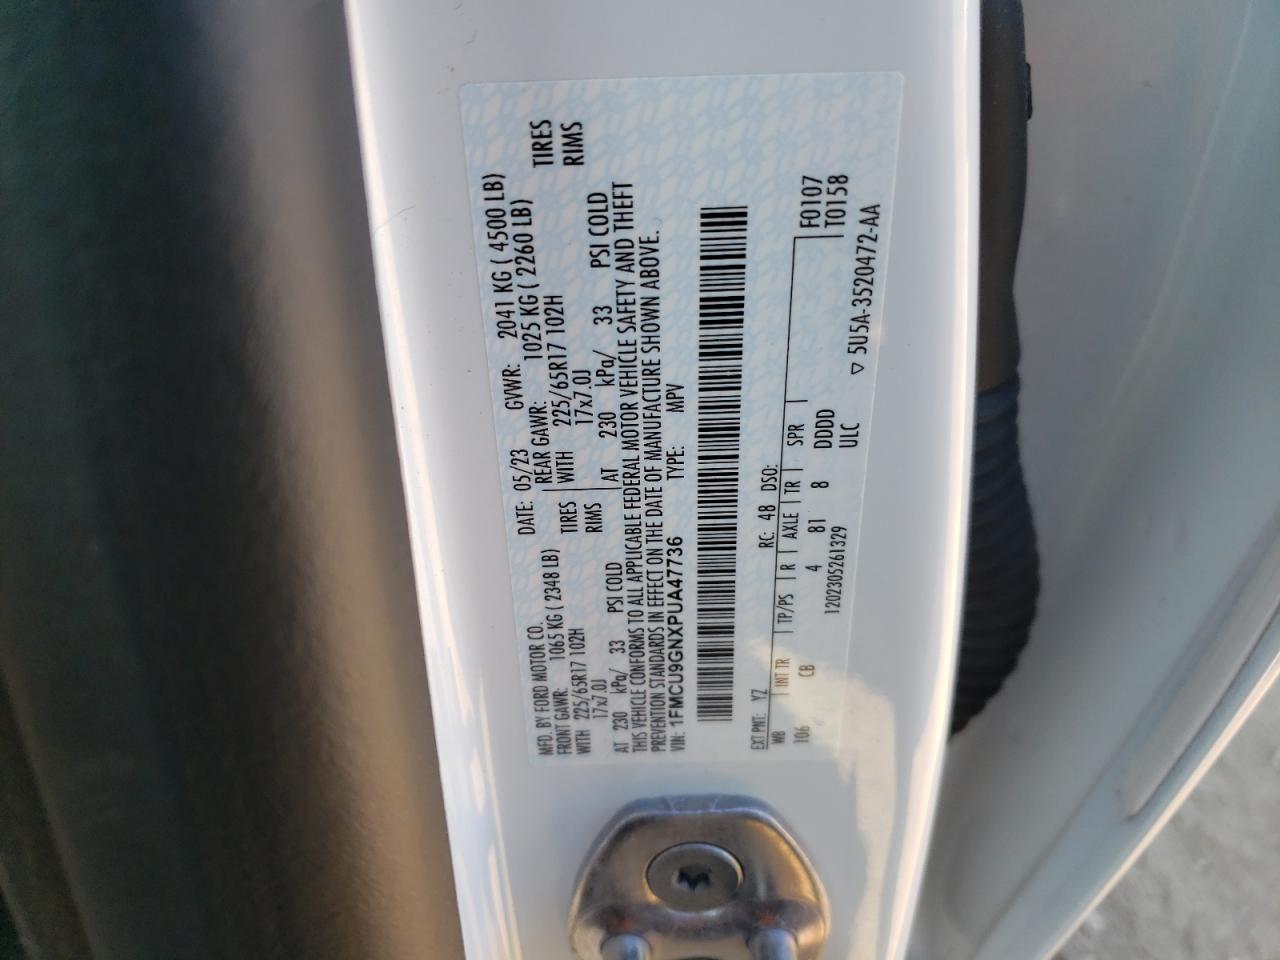 MFD. BY FORD MOTOR CO.
DATE: 05/23 GVWR: 2041 KG ( 4500 LB)
FRONT GAWR: 1065 KG ( 2348 LB) REAR GAWR: 1025 KG ( 2260 LB)
WITH 225/65R17 102H TIRES WITH 225/65R17 102H TIRES
17x7.0J RIMS 17x7.0J RIMS
AT 230 kPa/ 33 PSI COLD AT 230 kPa/ 33 PSI COLD
THIS VEHICLE CONFORMS TO ALL APPLICABLE FEDERAL MOTOR VEHICLE SAFETY AND THEFT
PREVENTION STANDARDS IN EFFECT ON THE DATE OF MANUFACTURE SHOWN ABOVE.
VIN: 1FMCU9GNXPUA47736 TYPE: MPV
EXT PNT: YZ RC: 48 DSO: F0107
WB INT TR TP/PS R AXLE TR SPR T0158
106 CB 4 81 8 DDDD
1202305261329 ULC
▽ 5U5A-3520472-AA